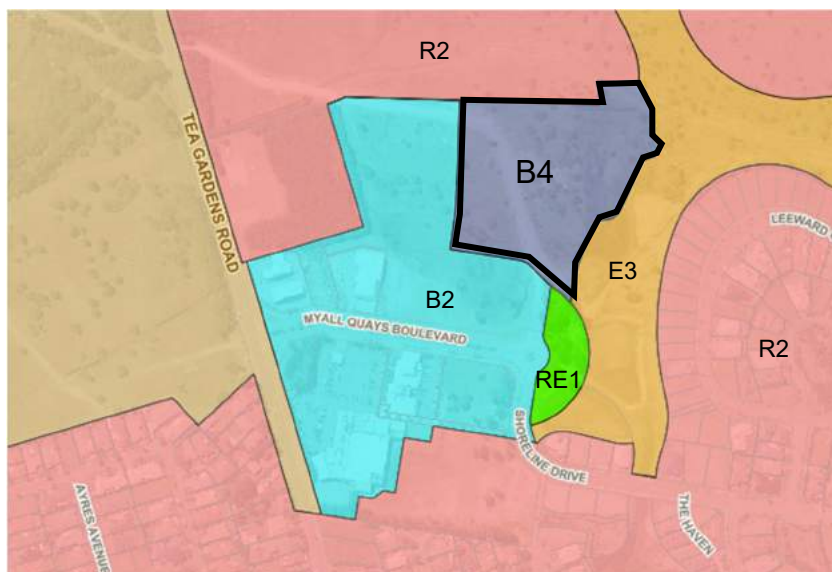 R2
B4
TEA GARDENS ROAD
LEEWARD
E3
B2
MYALL QUAYS BOULEVARD
R2
RE1
SHORELINE DRIVE
AYRES AVENUE
THE HAVEN